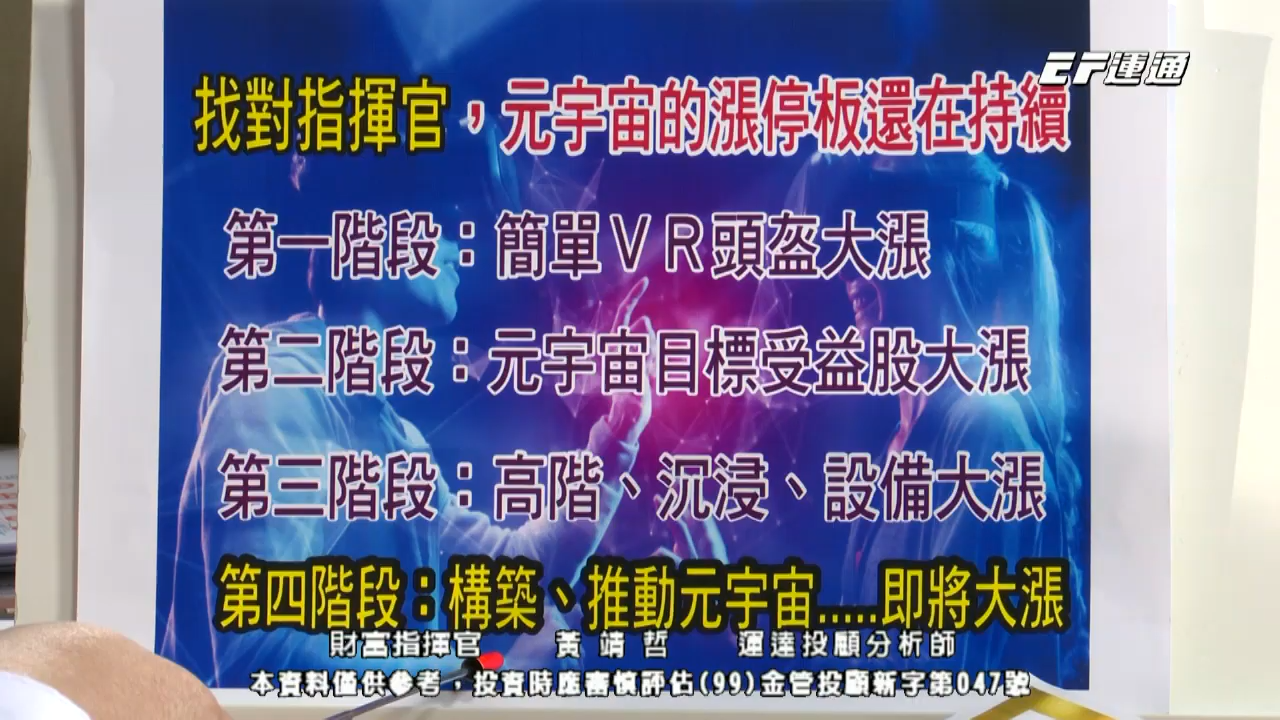 EF運通
找對指揮官，元宇宙的漲停板還在持續
第一階段：簡單ＶＲ頭盔大漲
第二階段：元宇宙目標受益股大漲
第三階段：高階、沉浸、設備大漲
第四階段：構築、推動元宇宙.....即將大漲
財富指揮官 黃靖哲 運達投顧分析師
本資料僅供參考，投資時應審慎評估(99)金管投顧新字第047號